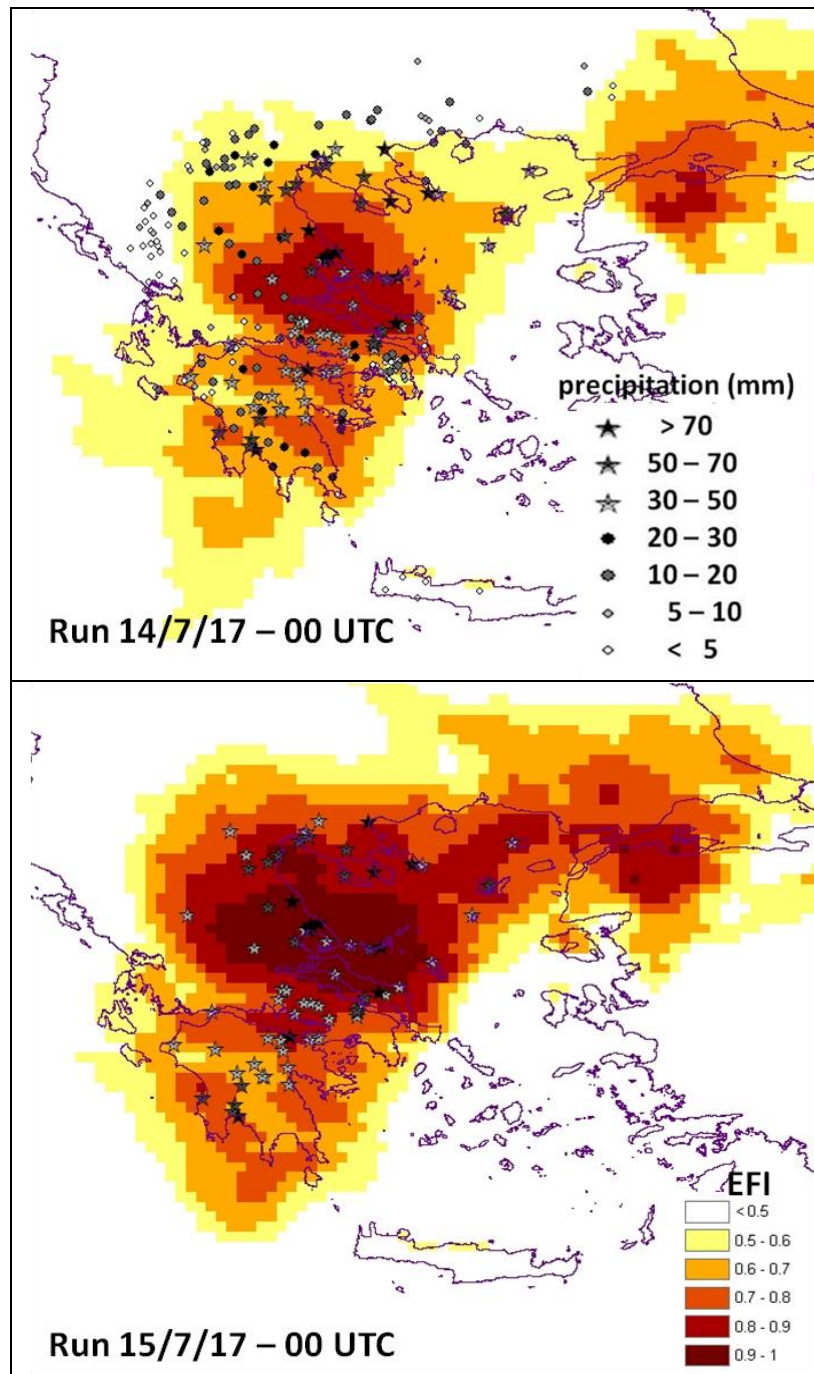 precipitation (mm)
> 70
50 – 70
30 – 50
20 – 30
10 – 20
5 – 10
< 5
Run 14/7/17 – 00 UTC
EFI
< 0.5
0.5 - 0.6
0.6 - 0.7
0.7 - 0.8
0.8 - 0.9
0.9 - 1
Run 15/7/17 – 00 UTC